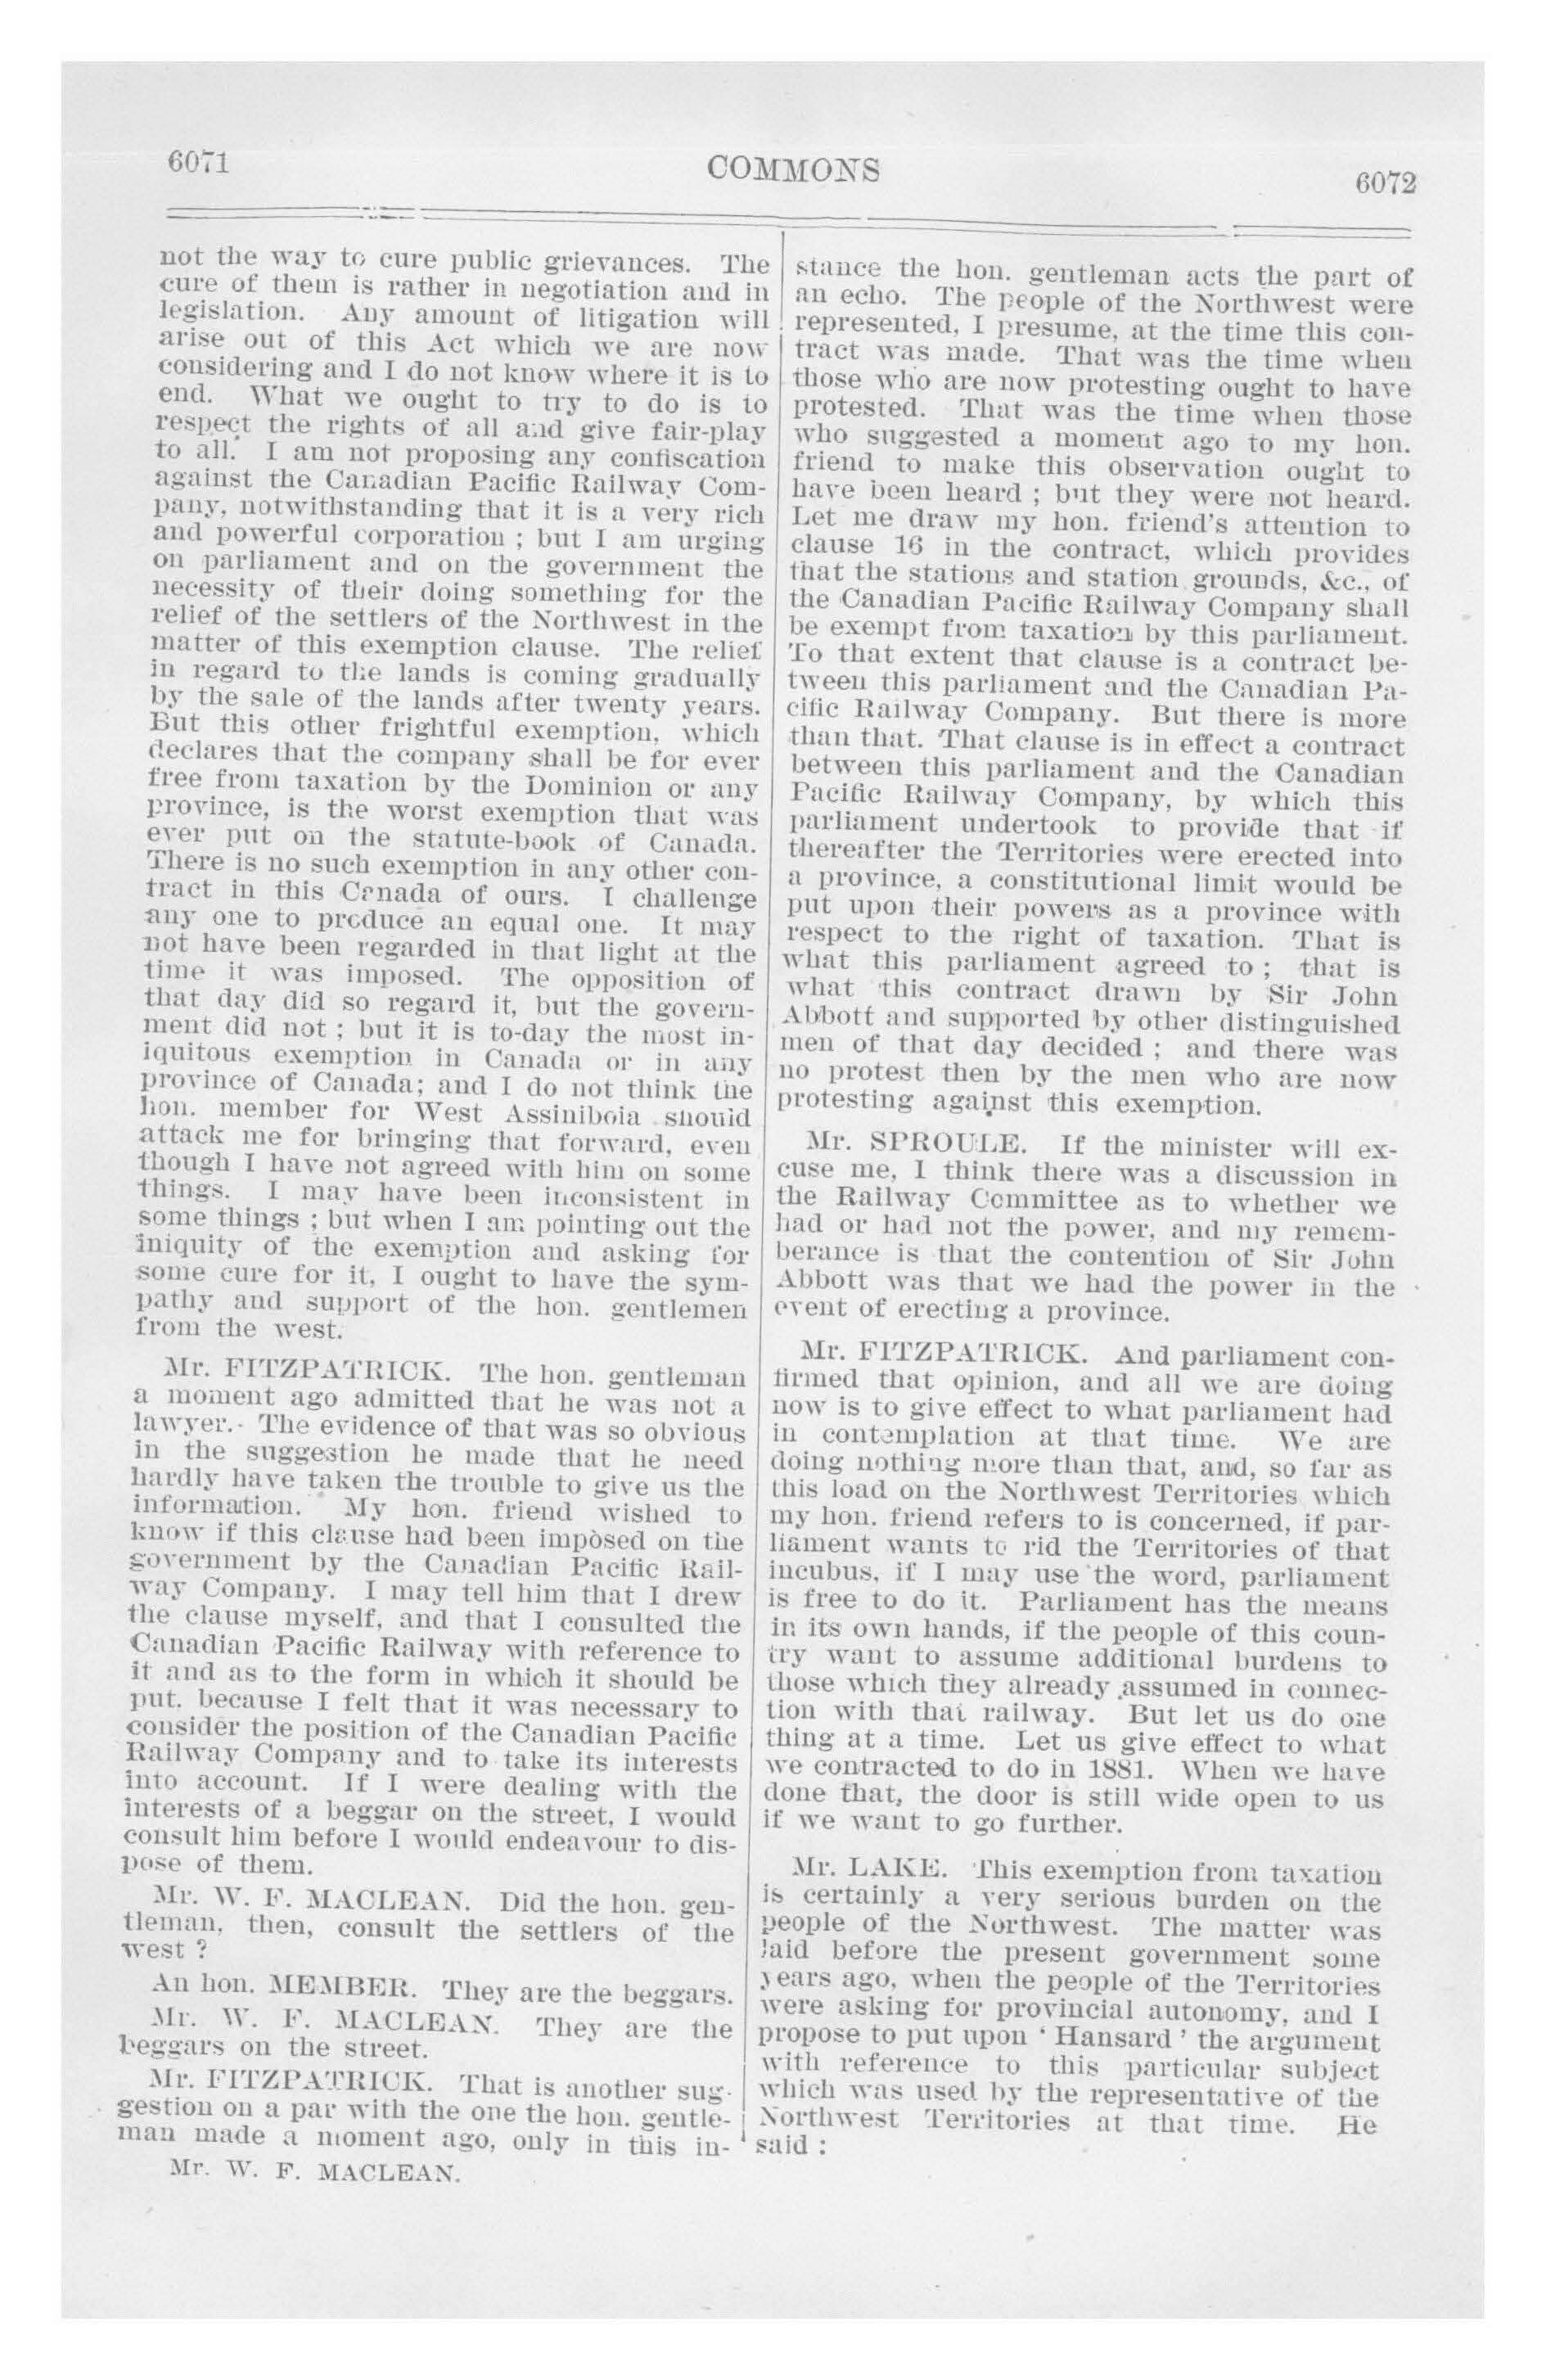 6071
COMMONS
6072
not the way to cure public grievances. The
cure of them is rather in negotiation and in
legislation. Any amount of litigation will
arise out of this Act which we are now
considering and I do not know where it is to
end. What we ought to try to do is to
respect the rights of all and give fair-play
to all. I am not proposing any confiscation
against the Canadian Pacific Railway Com-
pany, notwithstanding that it is a very rich
and powerful corporation ; but I am urging
on parliament and on the government the
necessity of their doing something for the
relief of the settlers of the Northwest in the
matter of this exemption clause. The relief
in regard to the lands is coming gradually
by the sale of the lands after twenty years.
But this other frightful exemption, which
declares that the company shall be for ever
free from taxation by the Dominion or any
province, is the worst exemption that was
ever put on the statute-book of Canada.
There is no such exemption in any other con-
tract in this Canada of ours. I challenge
any one to produce an equal one. It may
not have been regarded in that light at the
time it was imposed. The opposition of
that day did so regard it, but the govern-
ment did not ; but it is to-day the most in-
iquitous exemption in Canada or in any
province of Canada; and I do not think the
hon. member for West Assiniboia should
attack me for bringing that forward, even
though I have not agreed with him on some
things. I may have been inconsistent in
some things ; but when I am pointing out the
iniquity of the exemption and asking for
some cure for it, I ought to have the sym-
pathy and support of the hon. gentlemen
from the west.
Mr. FITZPATRICK. The hon. gentleman
a moment ago admitted that he was not a
lawyer. The evidence of that was so obvious
in the suggestion he made that he need
hardly have taken the trouble to give us the
information. My hon. friend wished to
know if this clause had been imposed on the
government by the Canadian Pacific Rail-
way Company. I may tell him that I drew
the clause myself, and that I consulted the
Canadian Pacific Railway with reference to
it and as to the form in which it should be
put, because I felt that it was necessary to
consider the position of the Canadian Pacific
Railway Company and to take its interests
into account. If I were dealing with the
interests of a beggar on the street, I would
consult him before I would endeavour to dis-
pose of them.
Mr. W. F. MACLEAN. Did the hon. gen-
tleman, then, consult the settlers of the
west ?
An hon. MEMBER. They are the beggars.
Mr. W. F. MACLEAN. They are the
beggars on the street.
Mr. FITZPATRICK. That is another sug-
gestion on a par with the one the hon. gentle-
man made a moment ago, only in this in-
Mr. W. F. MACLEAN.
stance the hon. gentleman acts the part of
an echo. The people of the Northwest were
represented, I presume, at the time this con-
tract was made. That was the time when
those who are now protesting ought to have
protested. That was the time when those
who suggested a moment ago to my hon.
friend to make this observation ought to
have been heard ; but they were not heard.
Let me draw my hon. friend's attention to
clause 16 in the contract, which provides
that the stations and station grounds, &c., of
the Canadian Pacific Railway Company shall
be exempt from taxation by this parliament.
To that extent that clause is a contract be-
tween this parliament and the Canadian Pa-
cific Railway Company. But there is more
than that. That clause is in effect a contract
between this parliament and the Canadian
Pacific Railway Company, by which this
parliament undertook to provide that if
thereafter the Territories were erected into
a province, a constitutional limit would be
put upon their powers as a province with
respect to the right of taxation. That is
what this parliament agreed to ; that is
what this contract drawn by Sir John
Abbott and supported by other distinguished
men of that day decided ; and there was
no protest then by the men who are now
protesting against this exemption.
Mr. SPROULE. If the minister will ex-
cuse me, I think there was a discussion in
the Railway Committee as to whether we
had or had not the power, and my remem-
berance is that the contention of Sir John
Abbott was that we had the power in the
event of erecting a province.
Mr. FITZPATRICK. And parliament con-
firmed that opinion, and all we are doing
now is to give effect to what parliament had
in contemplation at that time. We are
doing nothing more than that, and, so far as
this load on the Northwest Territories which
my hon. friend refers to is concerned, if par-
liament wants to rid the Territories of that
incubus, if I may use the word, parliament
is free to do it. Parliament has the means
in its own hands, if the people of this coun-
try want to assume additional burdens to
those which they already assumed in connec-
tion with that railway. But let us do one
thing at a time. Let us give effect to what
we contracted to do in 1881. When we have
done that, the door is still wide open to us
if we want to go further.
Mr. LAKE. This exemption from taxation
is certainly a very serious burden on the
people of the Northwest. The matter was
laid before the present government some
years ago, when the people of the Territories
were asking for provincial autonomy, and I
propose to put upon ' Hansard ' the argument
with reference to this particular subject
which was used by the representative of the
Northwest Territories at that time. He
said :